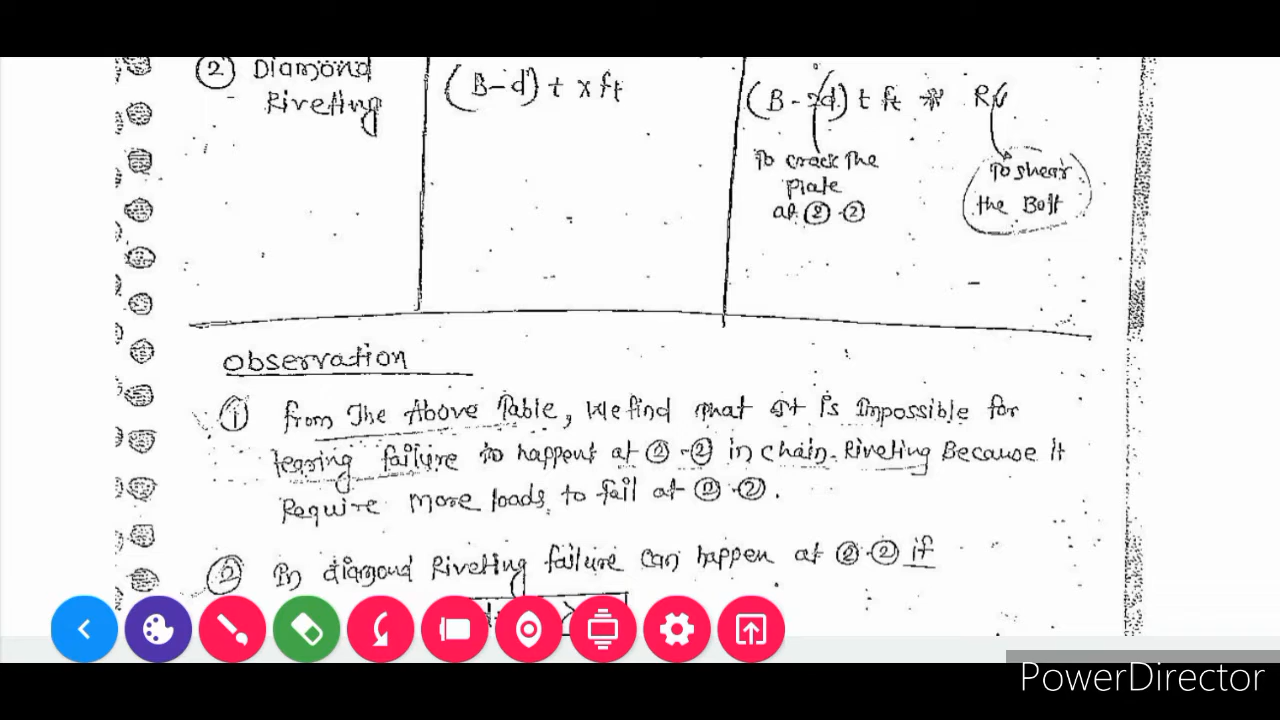 ② Diamond
Riveting
(B-d) t x ft
(B - 2d) t ft + Rv
To crack The
Plate
at ② - ②
To shear
the Bolt
Observation
① from The Above Table, We find that It Is Impossible for
tearing failure to happen at ② - ② in chain. Riveting Because it
Require More loads to fail at ② - ②.
② In diamond Riveting failure can happen at ② - ② if
PowerDirector